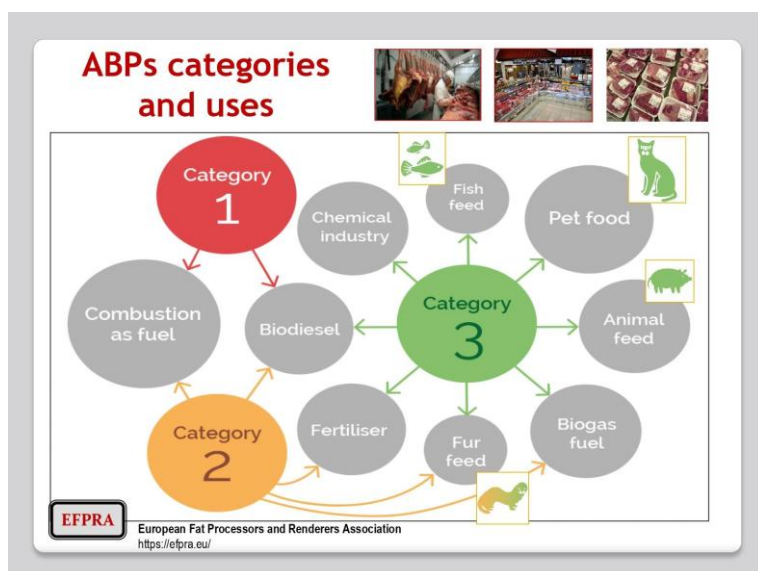 ABPs categories
and uses
Category
1
Chemical
industry
Fish
feed
Pet food
Combustion
as fuel
Biodiesel
Category
3
Animal
feed
Category
2
Fertiliser
Fur
feed
Biogas
fuel
EFPRA
European Fat Processors and Renderers Association
https://efpra.eu/